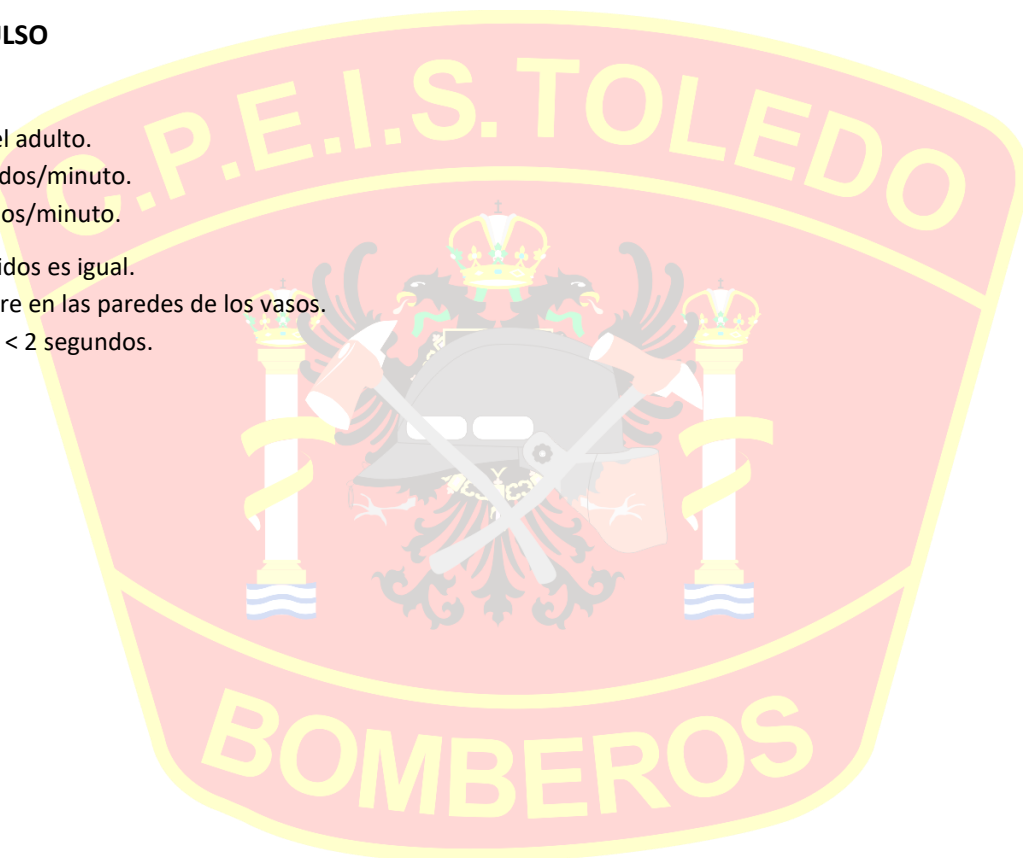 ULSO
el adulto.
dos/minuto.
os/minuto.
idos es igual.
re en las paredes de los vasos.
< 2 segundos.
C.P.E.I.S. TOLEDO
BOMBEROS